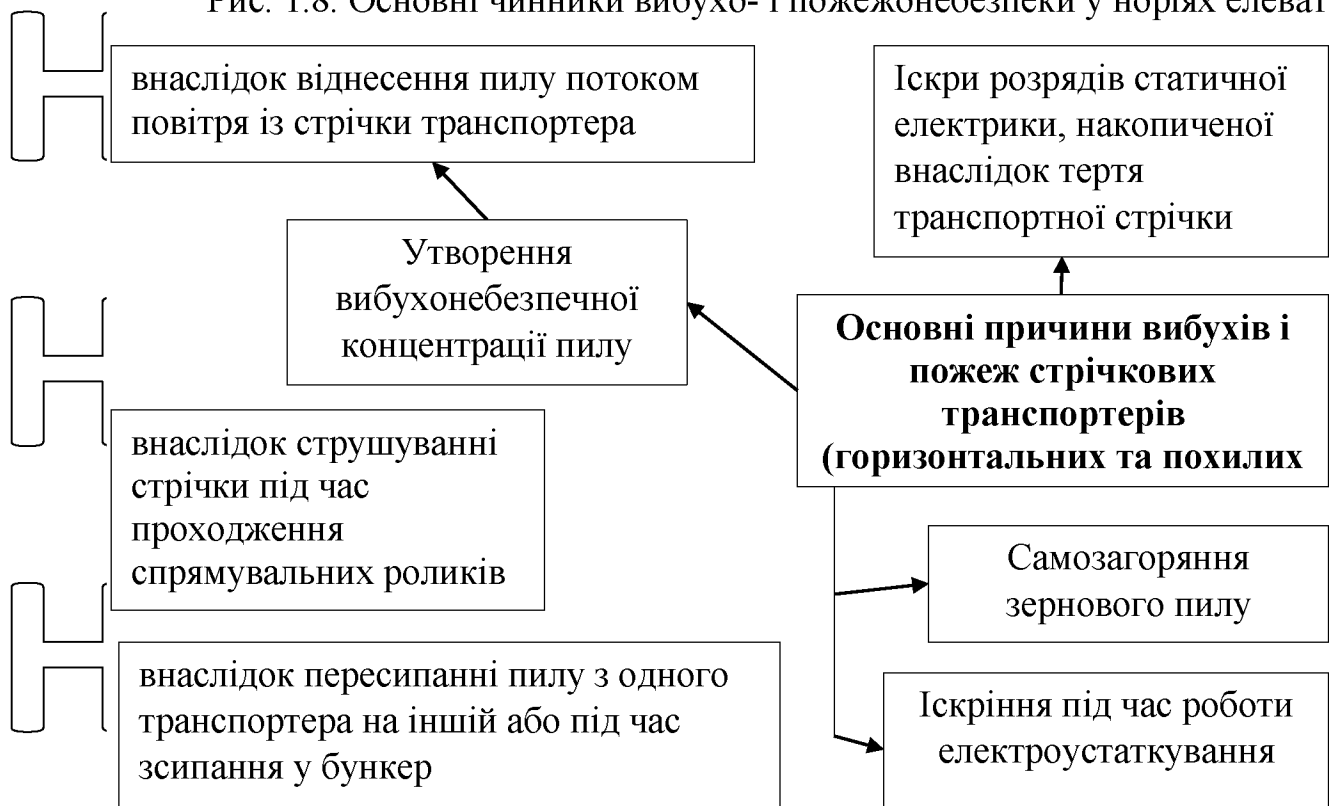 Рис. 1.8. Основні чинники вибухо- і пожежонебезпеки у норіях елеват
внаслідок віднесення пилу потоком
повітря із стрічки транспортера
Іскри розрядів статичної
електрики, накопиченої
внаслідок тертя
транспортної стрічки
Утворення
вибухонебезпечної
концентрації пилу
Основні причини вибухів і
пожеж стрічкових
транспортерів
(горизонтальних та похилих
внаслідок струшуванні
стрічки під час
проходження
спрямувальних роликів
Самозагоряння
зернового пилу
внаслідок пересипанні пилу з одного
транспортера на іншій або під час
зсипання у бункер
Іскріння під час роботи
електроустаткування